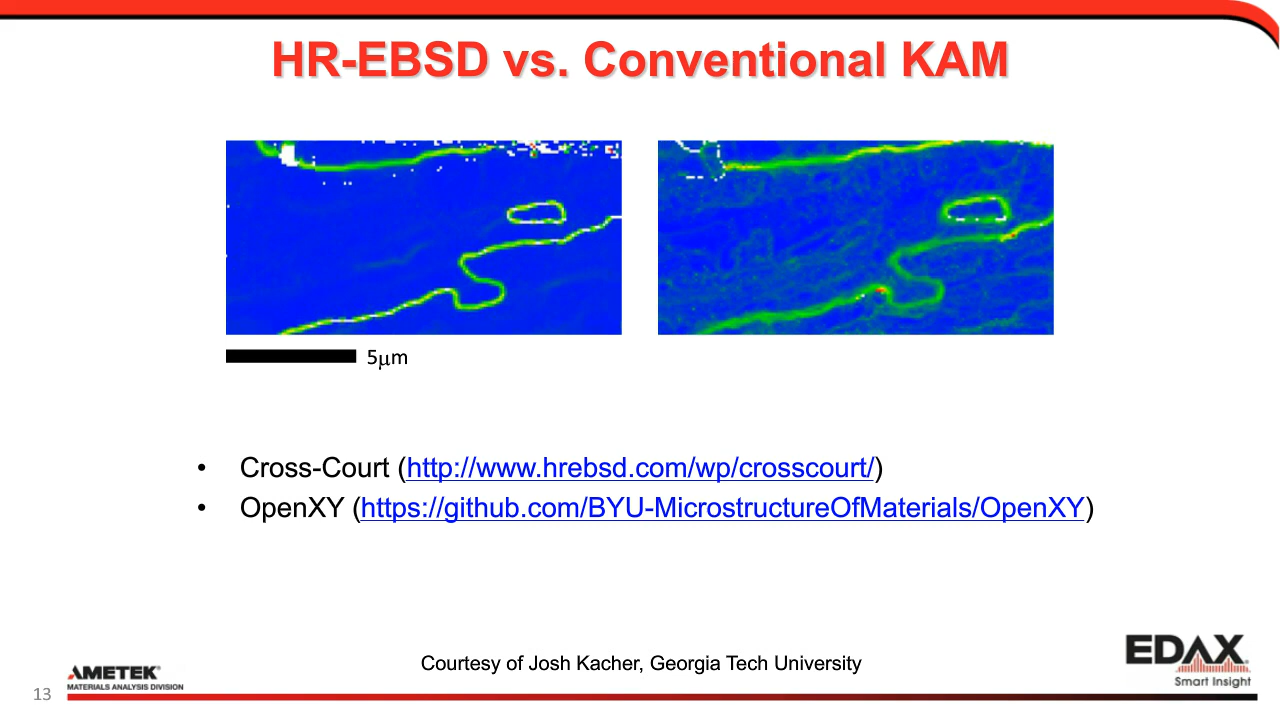 HR-EBSD vs. Conventional KAM
5μm
• Cross-Court (http://www.hrebsd.com/wp/crosscourt/)
• OpenXY (https://github.com/BYU-MicrostructureOfMaterials/OpenXY)
Courtesy of Josh Kacher, Georgia Tech University
AMETEK®
MATERIALS ANALYSIS DIVISION
13
EDAX
Smart Insight